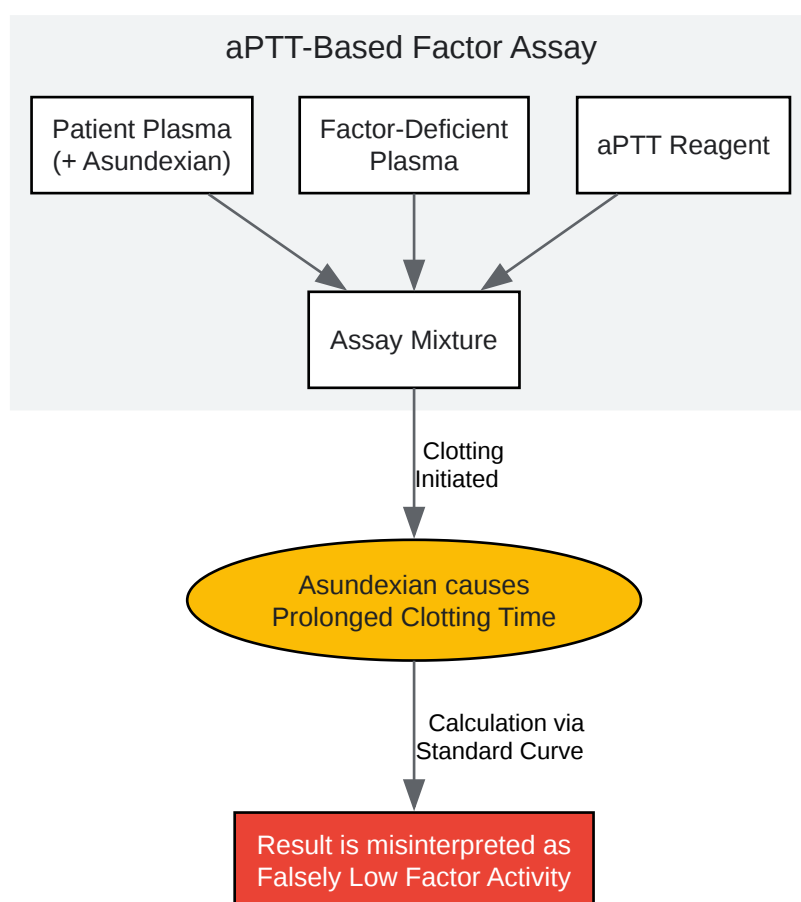 aPTT-Based Factor Assay
Patient Plasma
(+ Asundexian)
Factor-Deficient
Plasma
aPTT Reagent
Assay Mixture
Clotting
Initiated
Asundexian causes
Prolonged Clotting Time
Calculation via
Standard Curve
Result is misinterpreted as
Falsely Low Factor Activity